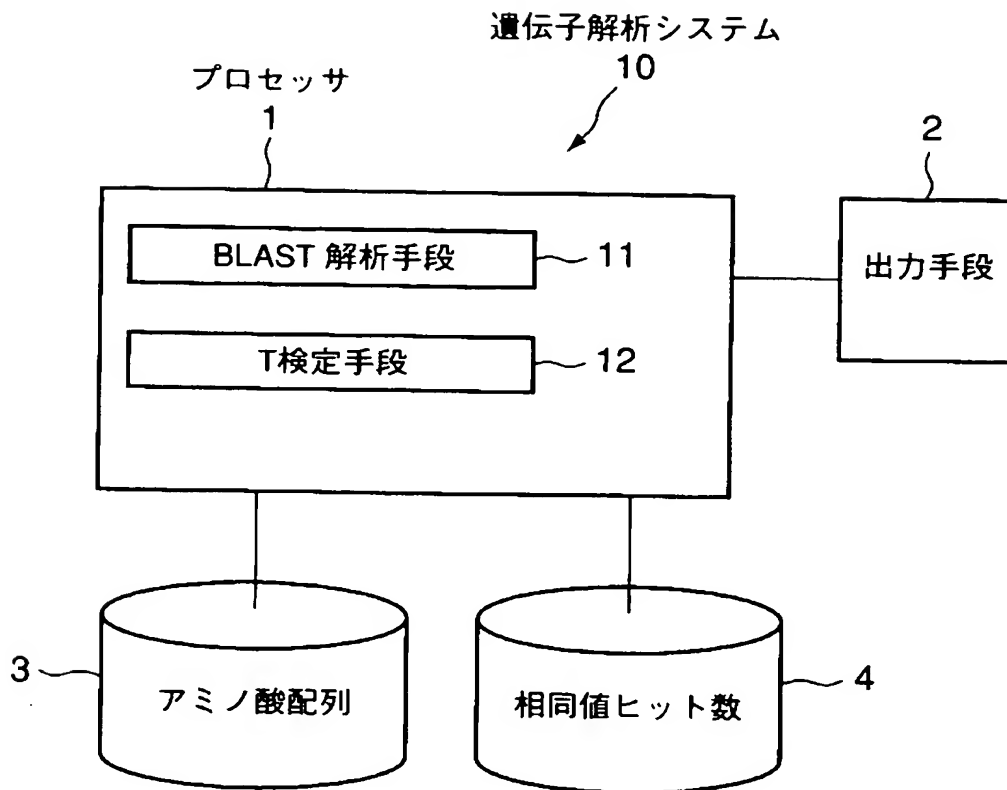 遺伝子解析システム
10
プロセッサ
1
2
BLAST 解析手段
11
出力手段
T検定手段
12
3
アミノ酸配列
相同値ヒット数
4